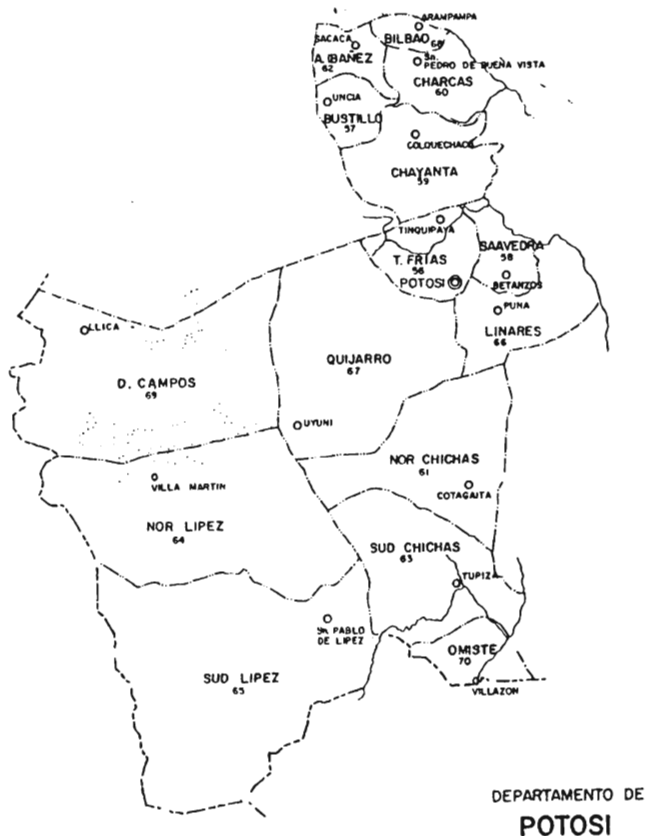 ARAMPAMPA
SACACA
BILBAO 68
A. IBAÑEZ
62
Sn.
PEDRO DE BUENA VISTA
CHARCAS
60
UNCIA
BUSTILLO
57
COLQUECHACA
CHAYANTA
59
TINQUIPAYA
T. FRIAS
56
SAAVEDRA
58
POTOSI
BETANZOS
PUNA
LINARES
66
LLICA
QUIJARRO
67
D. CAMPOS
69
UYUNI
NOR CHICHAS
61
VILLA MARTIN
COTAGAITA
NOR LIPEZ
64
SUD CHICHAS
63
TUPIZA
Sn. PABLO
DE LIPEZ
OMISTE
70
SUD LIPEZ
65
VILLAZON
DEPARTAMENTO DE
POTOSI